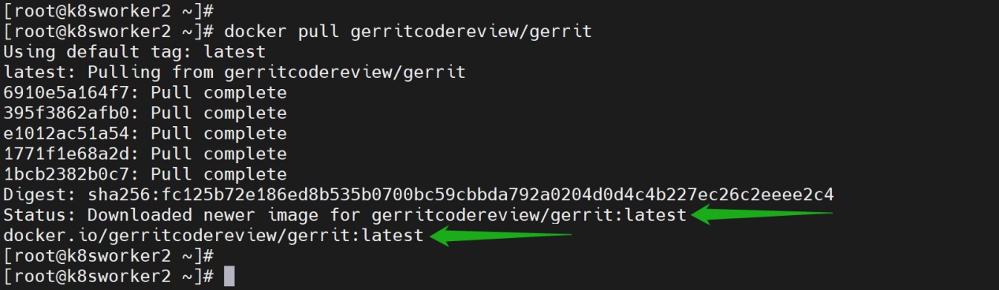 [root@k8sworker2 ~]#
[root@k8sworker2 ~]# docker pull gerritcodereview/gerrit
Using default tag: latest
latest: Pulling from gerritcodereview/gerrit
6910e5a164f7: Pull complete
395f3862afb0: Pull complete
e1012ac51a54: Pull complete
1771f1e68a2d: Pull complete
1bcb2382b0c7: Pull complete
Digest: sha256:fc125b72e186ed8b535b0700bc59cbbda792a0204d0d4c4b227ec26c2eeee2c4
Status: Downloaded newer image for gerritcodereview/gerrit:latest
docker.io/gerritcodereview/gerrit:latest
[root@k8sworker2 ~]#
[root@k8sworker2 ~]#